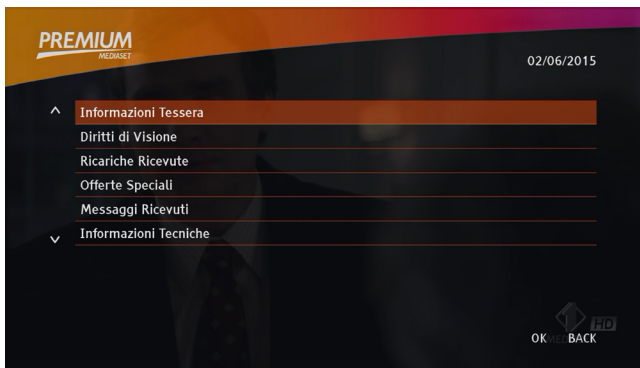 PREMIUM
MEDIASET
02/06/2015
Informazioni Tessera
Diritti di Visione
Ricariche Ricevute
Offerte Speciali
Messaggi Ricevuti
Informazioni Tecniche
HD
OK MED BACK